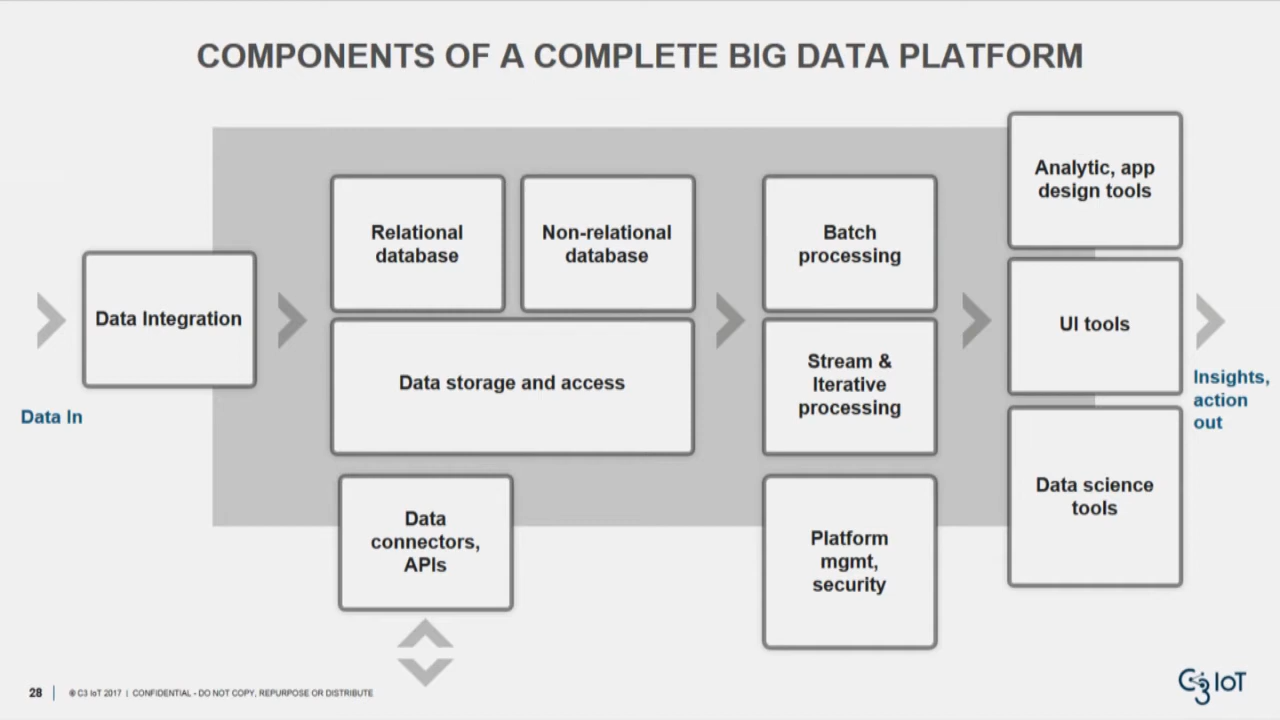 COMPONENTS OF A COMPLETE BIG DATA PLATFORM
Data In
Data Integration
Relational
database
Non-relational
database
Data storage and access
Data
connectors,
APIs
Batch
processing
Stream &
Iterative
processing
Platform
mgmt,
security
Analytic, app
design tools
UI tools
Data science
tools
Insights,
action
out
28 | © C3 IoT 2017 | CONFIDENTIAL - DO NOT COPY, REPURPOSE OR DISTRIBUTE
C3 IoT